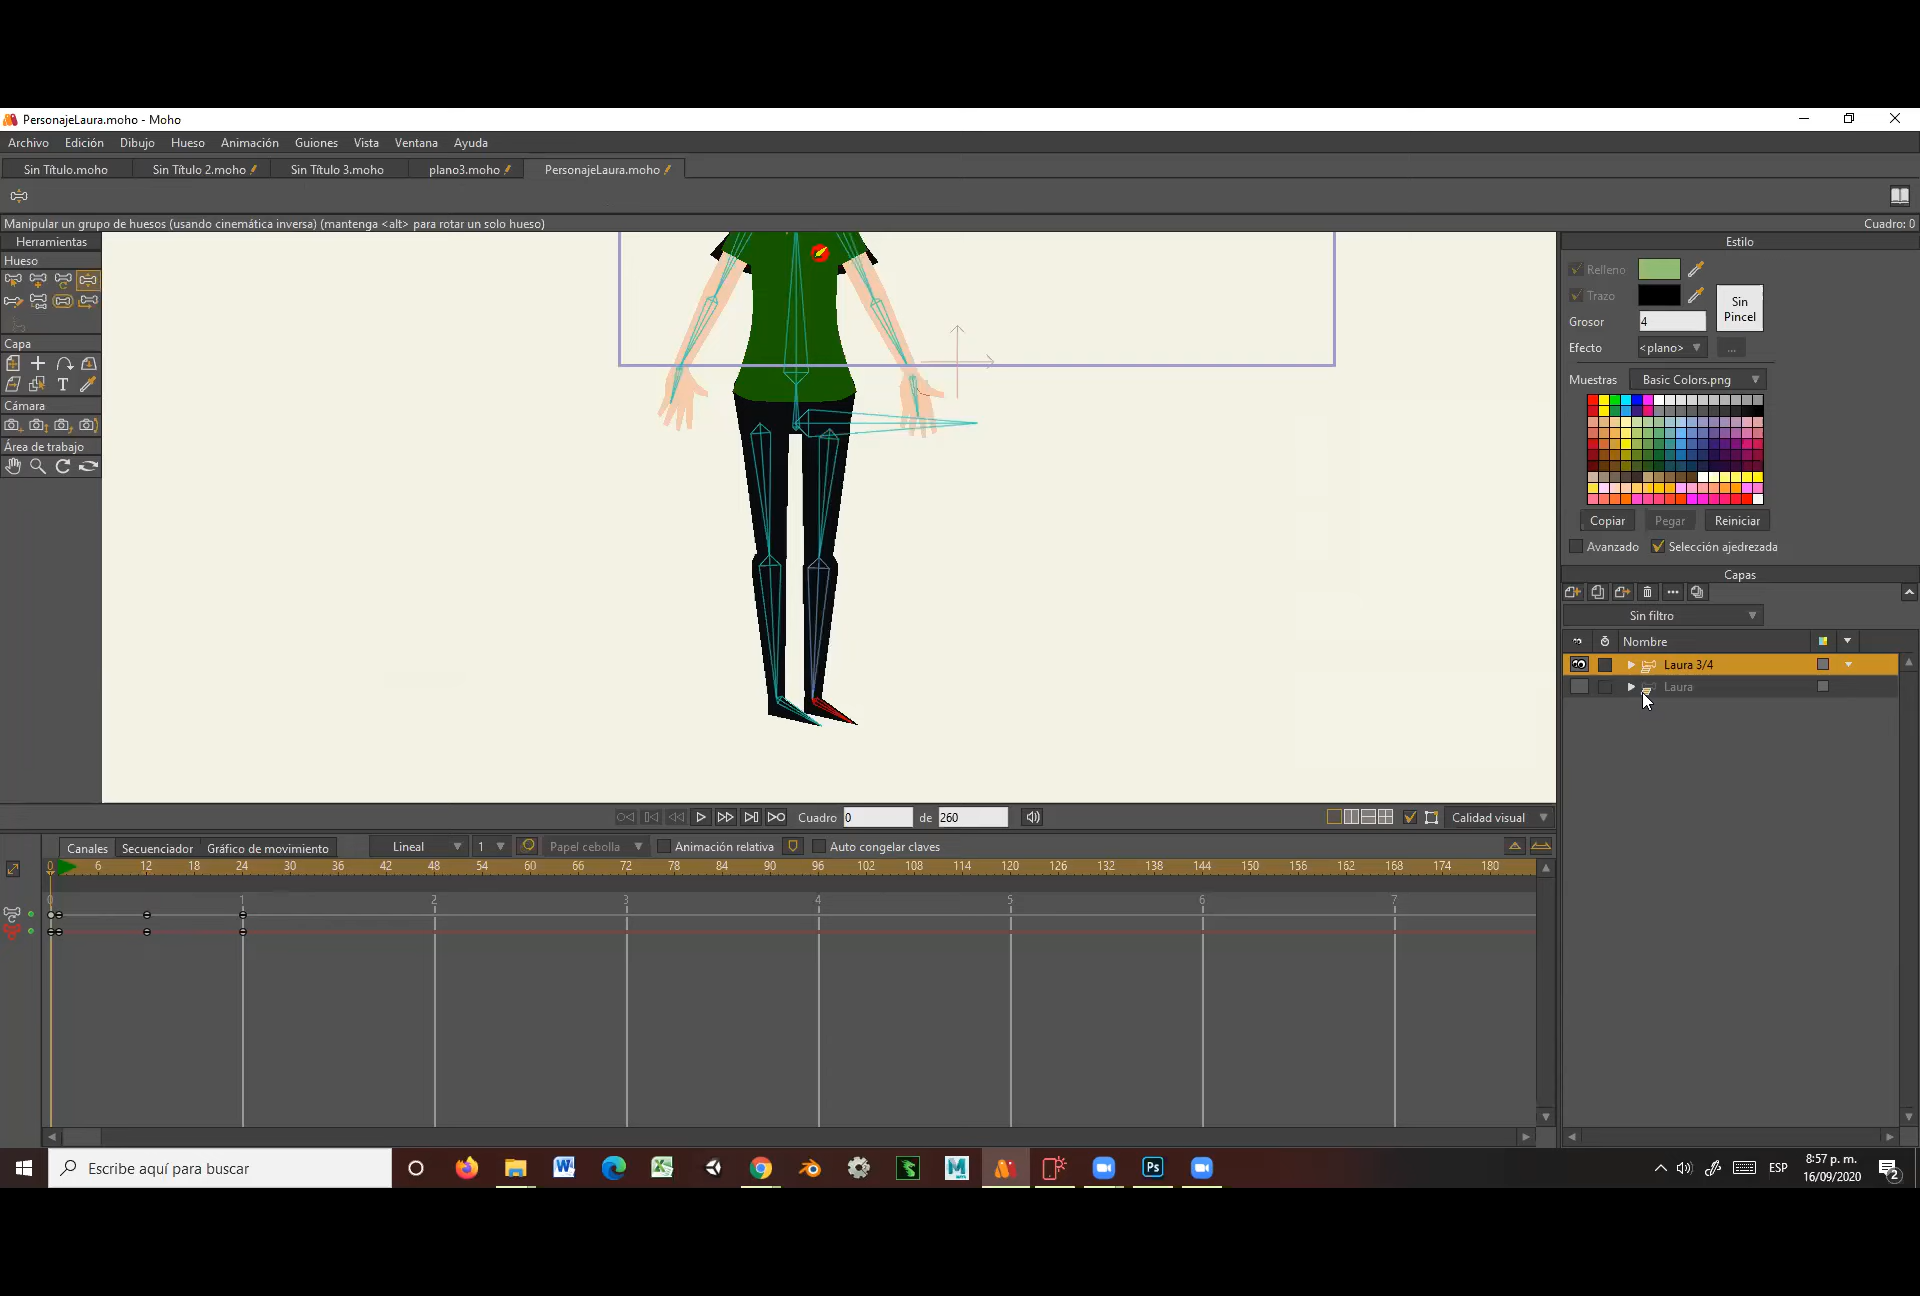 PersonajeLaura.moho - Moho
Archivo Edición Dibujo Hueso Animación Guiones Vista Ventana Ayuda
Sin Título.moho Sin Título 2.moho Sin Título 3.moho plano3.moho PersonajeLaura.moho
Manipular un grupo de huesos (usando cinemática inversa) (mantenga <alt> para rotar un solo hueso) Cuadro: 0
Herramientas
Hueso
Capa
T
Cámara
Área de trabajo
Estilo
Relleno
Trazo
Sin
Pincel
Grosor 4
Efecto <plano> ...
Muestras Basic Colors.png
Copiar Pegar Reiniciar
Avanzado Selección ajedrezada
Capas
Sin filtro
Nombre
Laura 3/4
Laura
Cuadro 0 de 260 Calidad visual
Canales Secuenciador Gráfico de movimiento Lineal 1 Papel cebolla Animación relativa Auto congelar claves
0 6 12 18 24 30 36 42 48 54 60 66 72 78 84 90 96 102 108 114 120 126 132 138 144 150 156 162 168 174 180
0 1 2 3 4 5 6 7
Escribe aquí para buscar
Ps
ESP
8:57 p. m.
16/09/2020
2